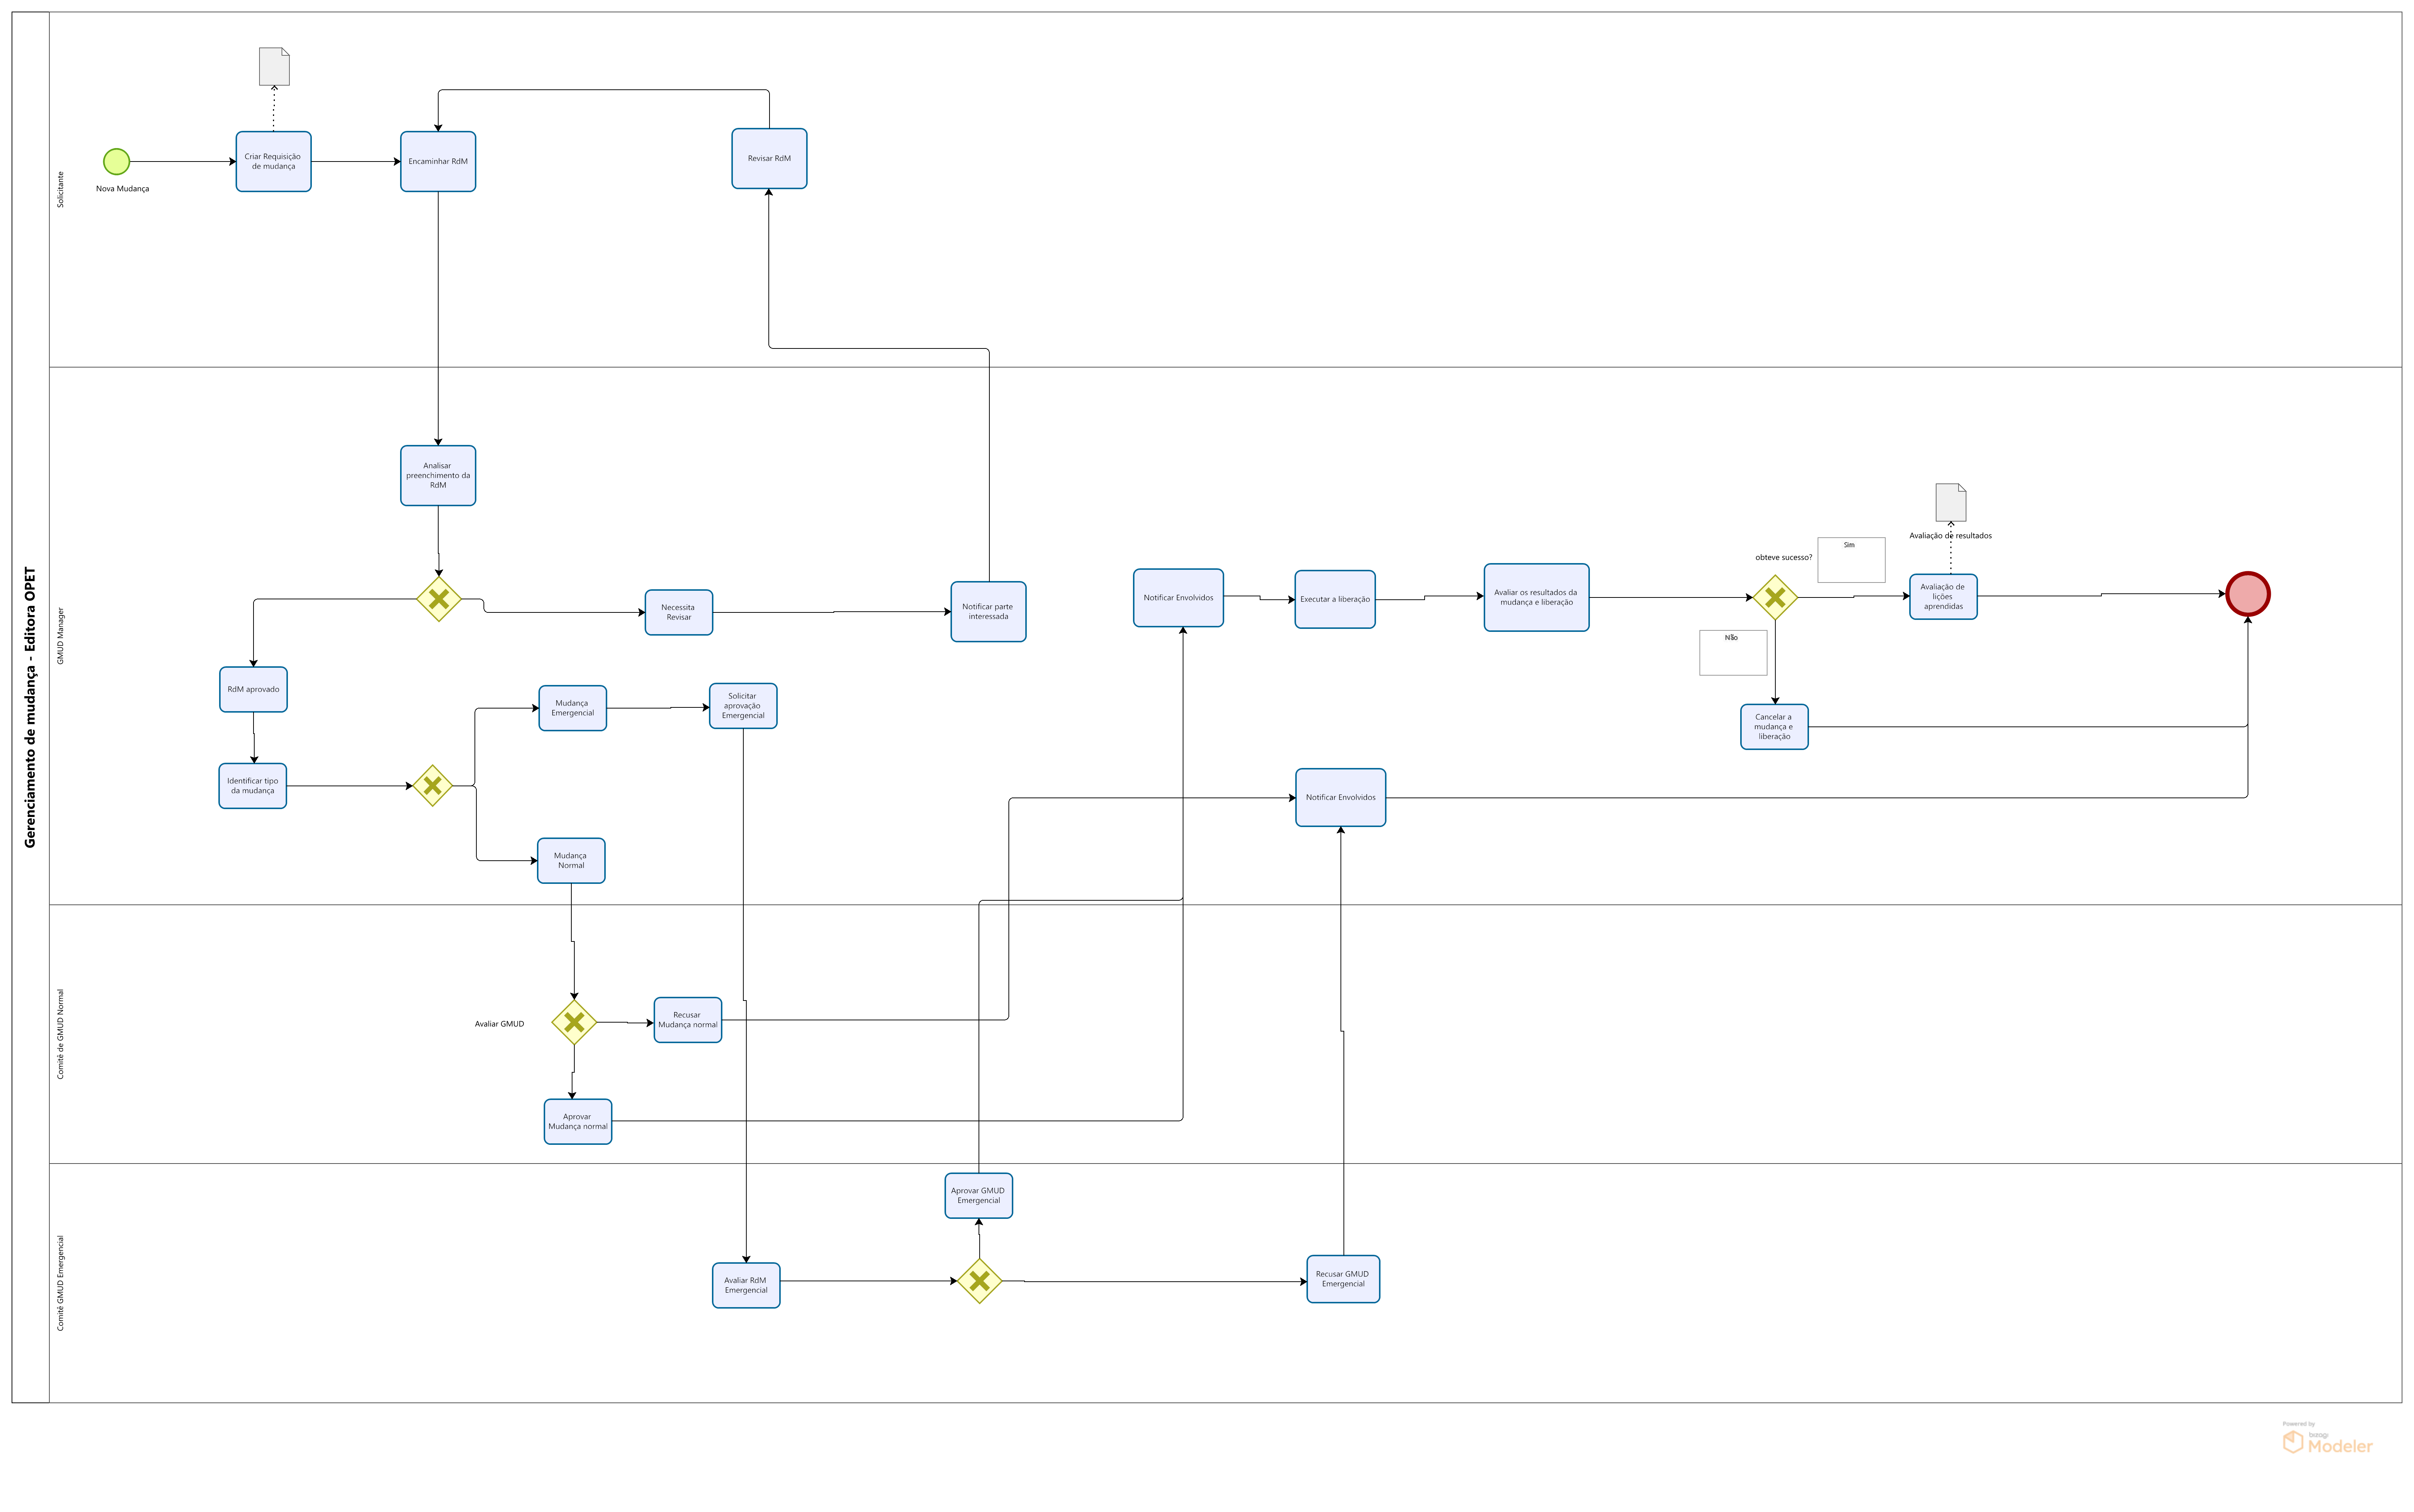 Gerenciamento de mudança - Editora OPET
Solicitante
Nova Mudança
Criar Requisição
de mudança
Encaminhar RdM
Revisar RdM
GMUD Manager
Analisar
preenchimento da
RdM
Necessita
Revisar
Notificar parte
interessada
Notificar Envolvidos
Executar a liberação
Avaliar os resultados da
mudança e liberação
obteve sucesso?
Sim
Não
Avaliação de resultados
Avaliação de
lições
aprendidas
Cancelar a
mudança e
liberação
RdM aprovado
Identificar tipo
da mudança
Mudança
Emergencial
Solicitar
aprovação
Emergencial
Mudança
Normal
Notificar Envolvidos
Comitê de GMUD Normal
Avaliar GMUD
Recusar
Mudança normal
Aprovar
Mudança normal
Comitê GMUD Emergencial
Aprovar GMUD
Emergencial
Avaliar RdM
Emergencial
Recusar GMUD
Emergencial
Powered by
bizagi
Modeler